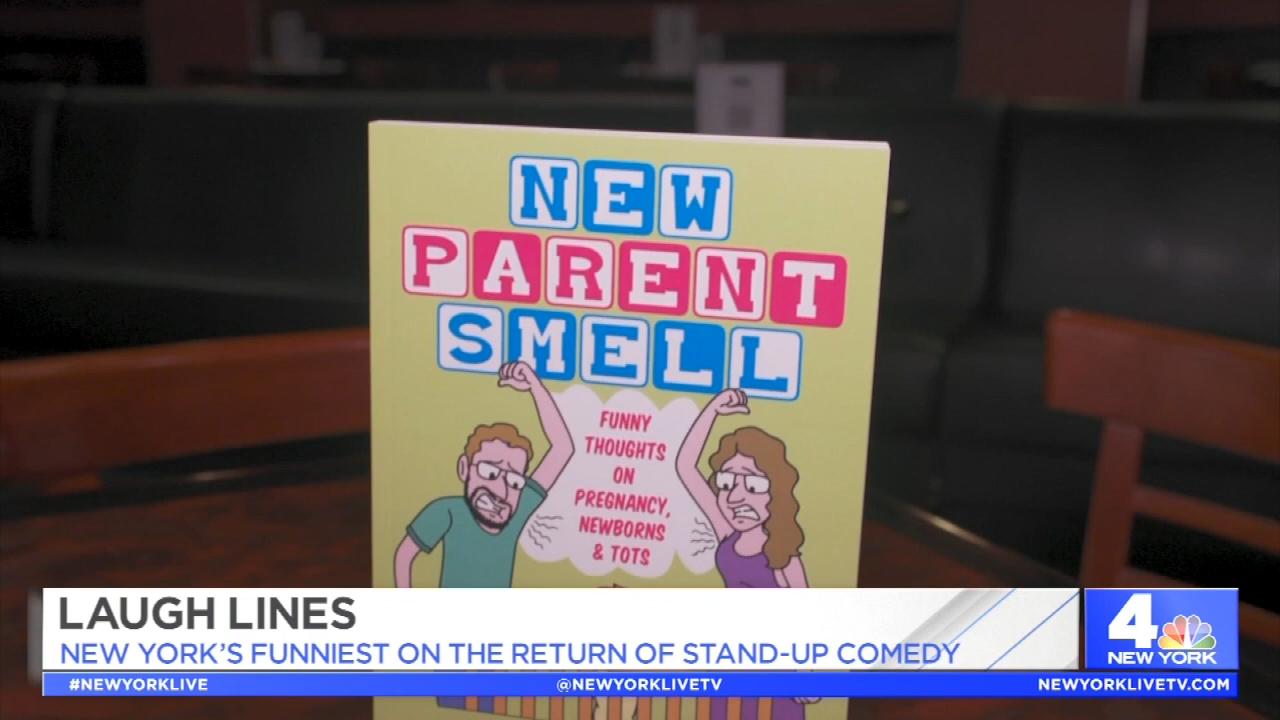 NEW
PARENT
SMELL
FUNNY
THOUGHTS
ON
PREGNANCY,
NEWBORNS
& TOTS
LAUGH LINES
NEW YORK'S FUNNIEST ON THE RETURN OF STAND-UP COMEDY
4
NEW YORK
#NEWYORKLIVE
@NEWYORKLIVETV
NEWYORKLIVETV.COM